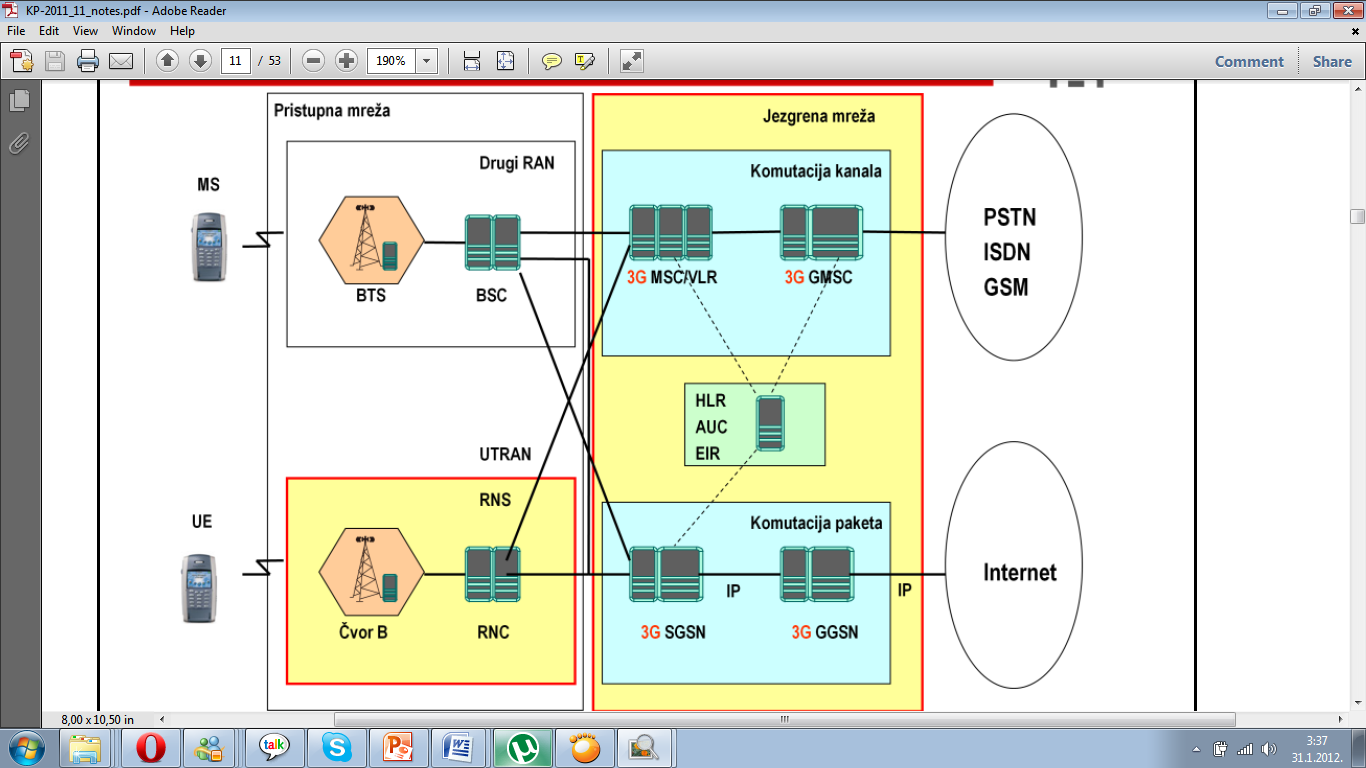 KP-2011_11_notes.pdf - Adobe Reader
File Edit View Window Help
11 / 53 190% Comment Share
Pristupna mreža
Jezgrena mreža
Drugi RAN
Komutacija kanala
MS
PSTN
ISDN
GSM
3G MSC/VLR
3G GMSC
BTS
BSC
HLR
AUC
EIR
UTRAN
RNS
Komutacija paketa
UE
Internet
IP
IP
Čvor B
RNC
3G SGSN
3G GGSN
8,00 x 10,50 in
talk
3:37
31.1.2012.